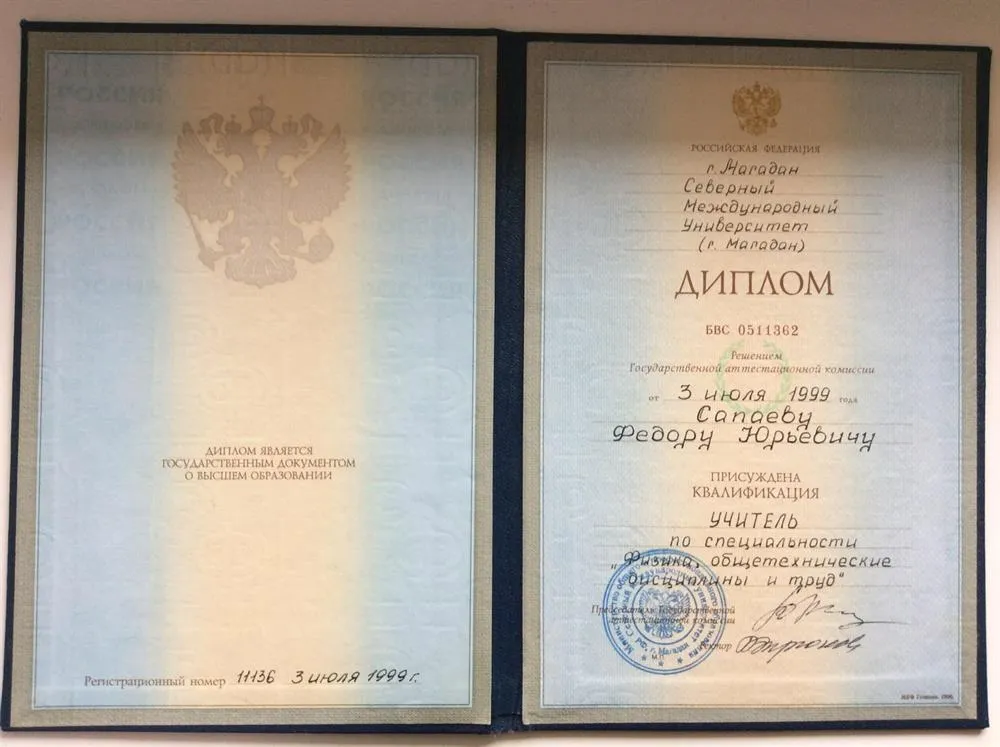 ДИПЛОМ ЯВЛЯЕТСЯ
ГОСУДАРСТВЕННЫМ ДОКУМЕНТОМ
О ВЫСШЕМ ОБРАЗОВАНИИ
Регистрационный номер 11136 3 июля 1999 г.
РОССИЙСКАЯ ФЕДЕРАЦИЯ
г. Магадан
Северный
Международный
Университет
(г. Магадан)
ДИПЛОМ
БВС 0511362
Решением
Государственной аттестационной комиссии
от 3 июля 1999 года
Сапаеву
Федору Юрьевичу
ПРИСУЖДЕНА
КВАЛИФИКАЦИЯ
УЧИТЕЛЬ
по специальности
„Физика, общетехнические
дисциплины и труд"
Председатель Государственной
аттестационной комиссии
М.П.